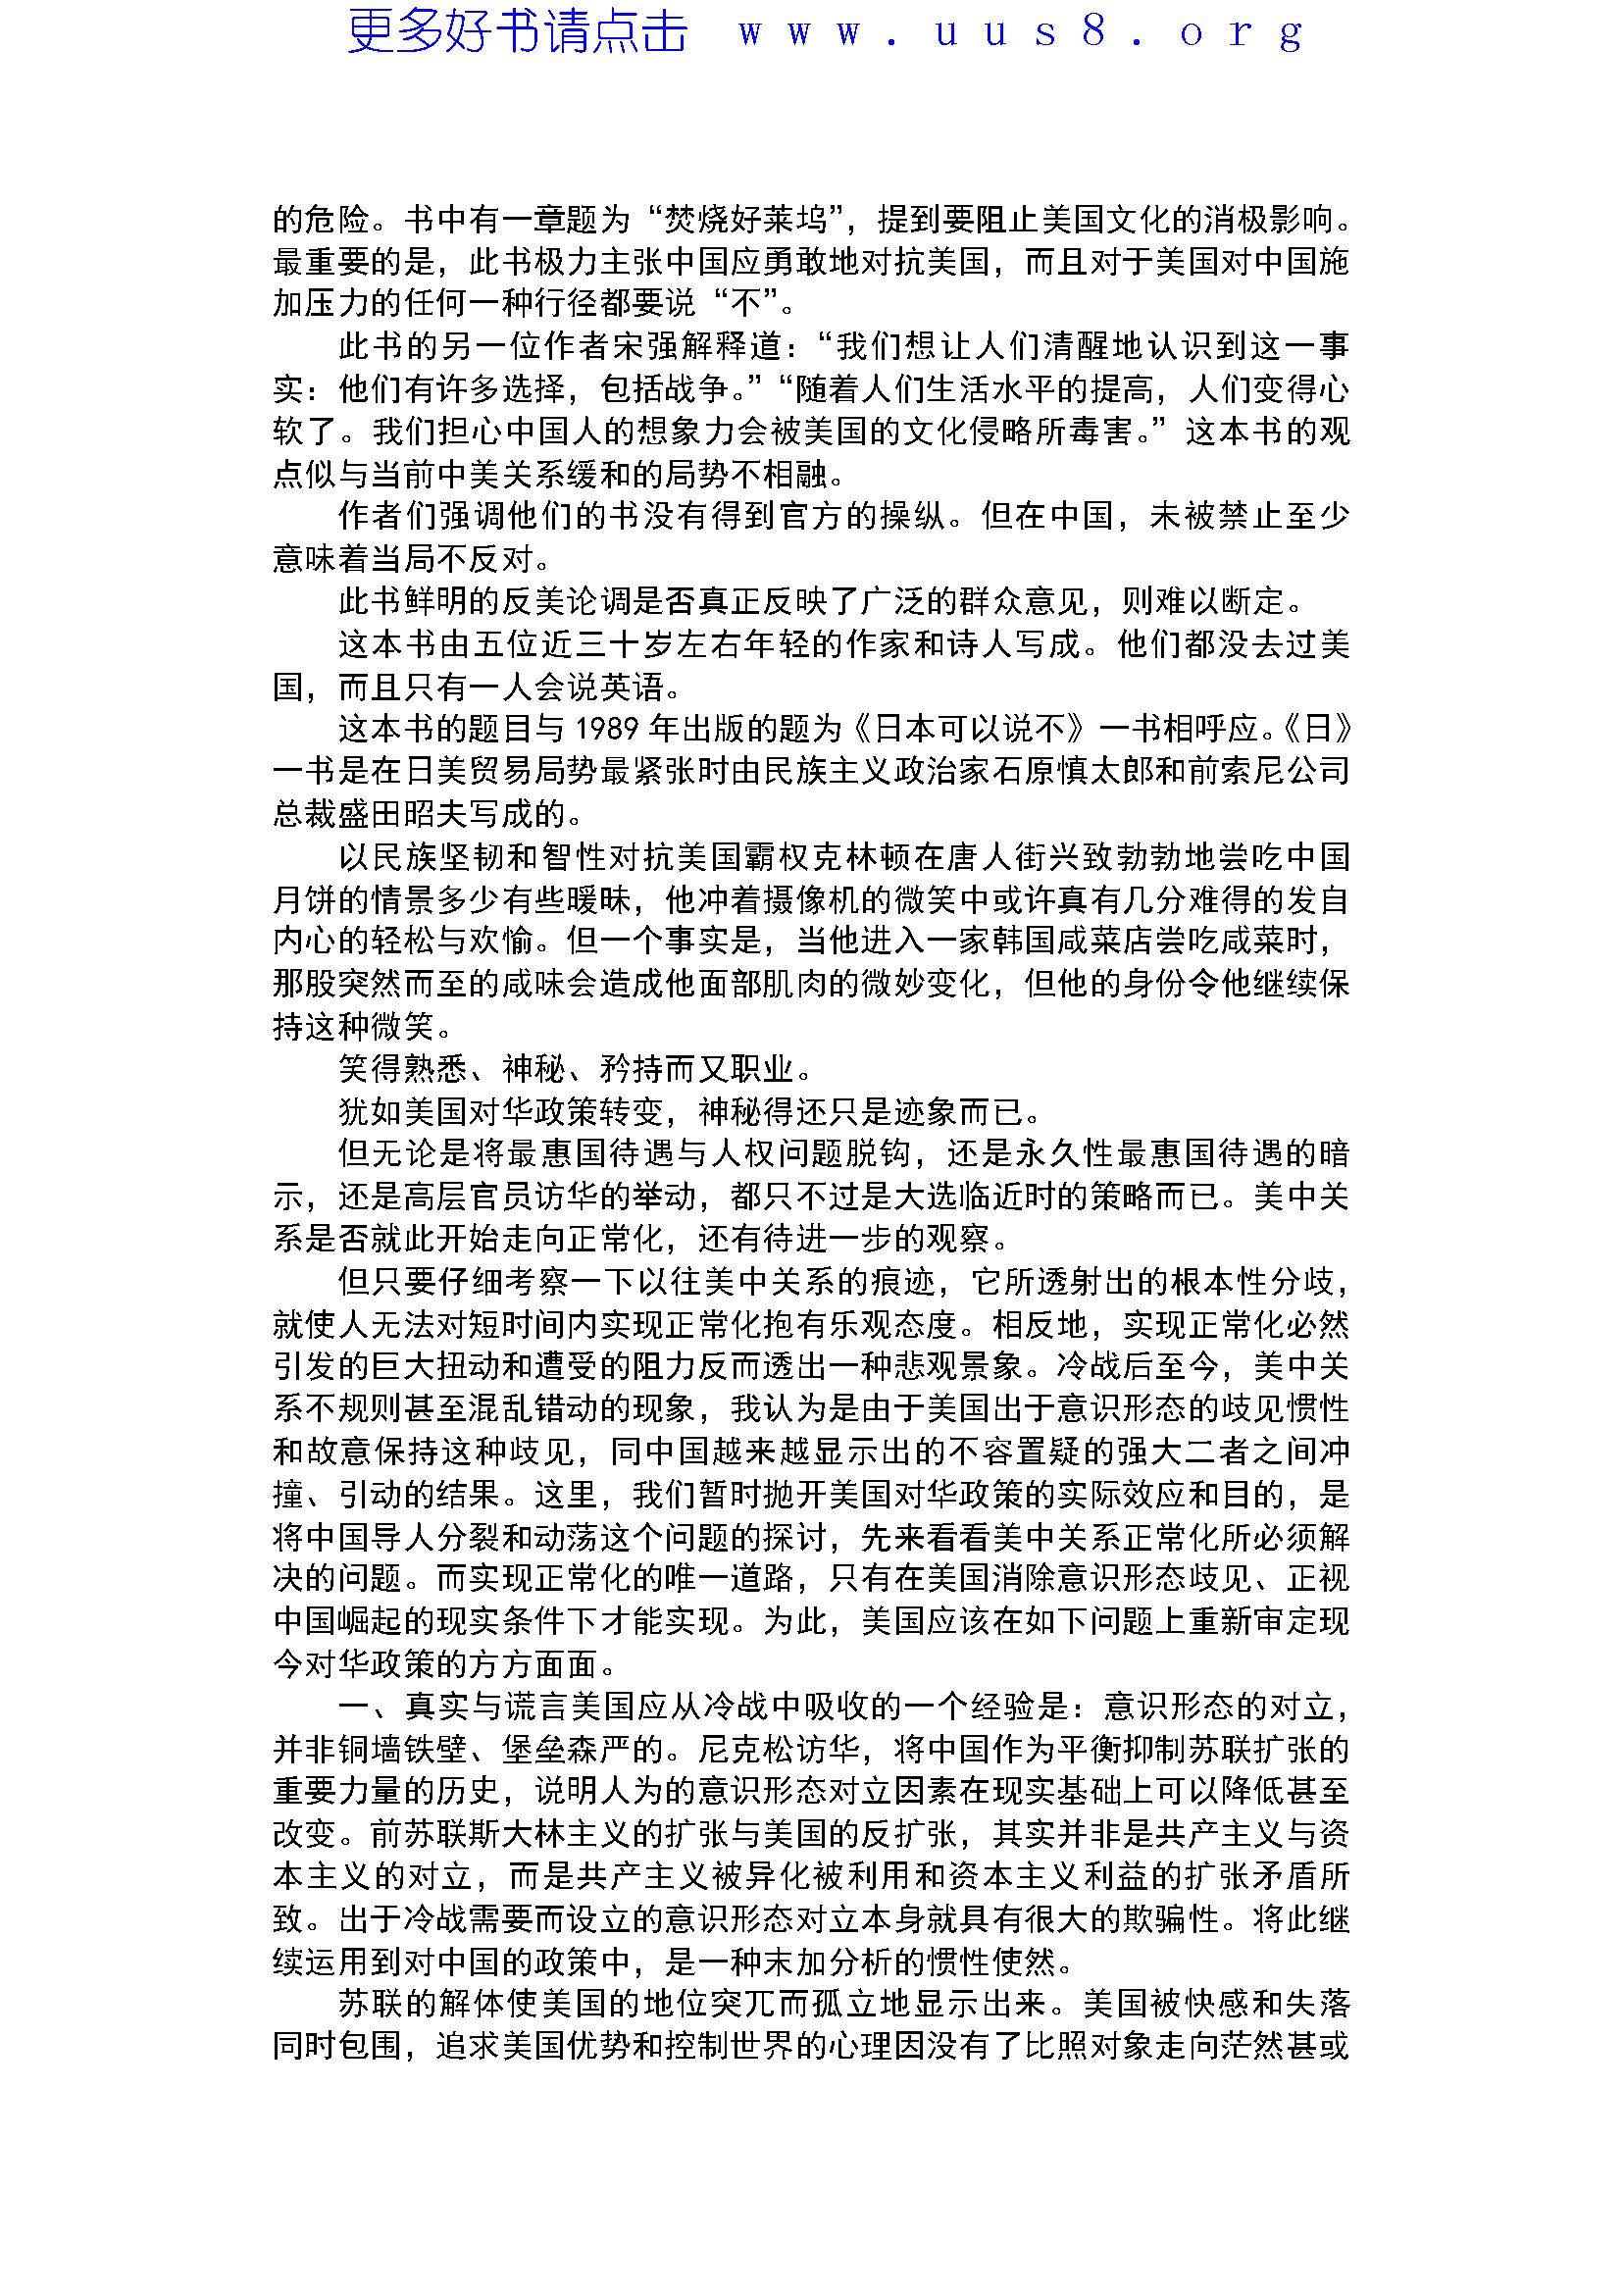 更多好书请点击 www.uus8.org
的危险。书中有一章题为“焚烧好莱坞”，提到要阻止美国文化的消极影响。
最重要的是，此书极力主张中国应勇敢地对抗美国，而且对于美国对中国施
加压力的任何一种行径都要说“不”。
此书的另一位作者宋强解释道：“我们想让人们清醒地认识到这一事
实：他们有许多选择，包括战争。”“随着人们生活水平的提高，人们变得心
软了。我们担心中国人的想象力会被美国的文化侵略所毒害。”这本书的观
点似与当前中美关系缓和的局势不相融。
作者们强调他们的书没有得到官方的操纵。但在中国，未被禁止至少
意味着当局不反对。
此书鲜明的反美论调是否真正反映了广泛的群众意见，则难以断定。
这本书由五位近三十岁左右年轻的作家和诗人写成。他们都没去过美
国，而且只有一人会说英语。
这本书的题目与 1989 年出版的题为《日本可以说不》一书相呼应。《日》
一书是在日美贸易局势最紧张时由民族主义政治家石原慎太郎和前索尼公司
总裁盛田昭夫写成的。
以民族坚韧和智性对抗美国霸权克林顿在唐人街兴致勃勃地尝吃中国
月饼的情景多少有些暧昧，他冲着摄像机的微笑中或许真有几分难得的发自
内心的轻松与欢愉。但一个事实是，当他进入一家韩国咸菜店尝吃咸菜时，
那股突然而至的咸味会造成他面部肌肉的微妙变化，但他的身份令他继续保
持这种微笑。
笑得熟悉、神秘、矜持而又职业。
犹如美国对华政策转变，神秘得还只是迹象而已。
但无论是将最惠国待遇与人权问题脱钩，还是永久性最惠国待遇的暗
示，还是高层官员访华的举动，都只不过是大选临近时的策略而已。美中关
系是否就此开始走向正常化，还有待进一步的观察。
但只要仔细考察一下以往美中关系的痕迹，它所透射出的根本性分歧，
就使人无法对短时间内实现正常化抱有乐观态度。相反地，实现正常化必然
引发的巨大扭动和遭受的阻力反而透出一种悲观景象。冷战后至今，美中关
系不规则甚至混乱错动的现象，我认为是由于美国出于意识形态的歧见惯性
和故意保持这种歧见，同中国越来越显示出的不容置疑的强大二者之间冲
撞、引动的结果。这里，我们暂时抛开美国对华政策的实际效应和目的，是
将中国导人分裂和动荡这个问题的探讨，先来看看美中关系正常化所必须解
决的问题。而实现正常化的唯一道路，只有在美国消除意识形态歧见、正视
中国崛起的现实条件下才能实现。为此，美国应该在如下问题上重新审定现
今对华政策的方方面面。
一、真实与谎言美国应从冷战中吸收的一个经验是：意识形态的对立，
并非铜墙铁壁、堡垒森严的。尼克松访华，将中国作为平衡抑制苏联扩张的
重要力量的历史，说明人为的意识形态对立因素在现实基础上可以降低甚至
改变。前苏联斯大林主义的扩张与美国的反扩张，其实并非是共产主义与资
本主义的对立，而是共产主义被异化被利用和资本主义利益的扩张矛盾所
致。出于冷战需要而设立的意识形态对立本身就具有很大的欺骗性。将此继
续运用到对中国的政策中，是一种末加分析的惯性使然。
苏联的解体使美国的地位突兀而孤立地显示出来。美国被快感和失落
同时包围，追求美国优势和控制世界的心理因没有了比照对象走向茫然甚或